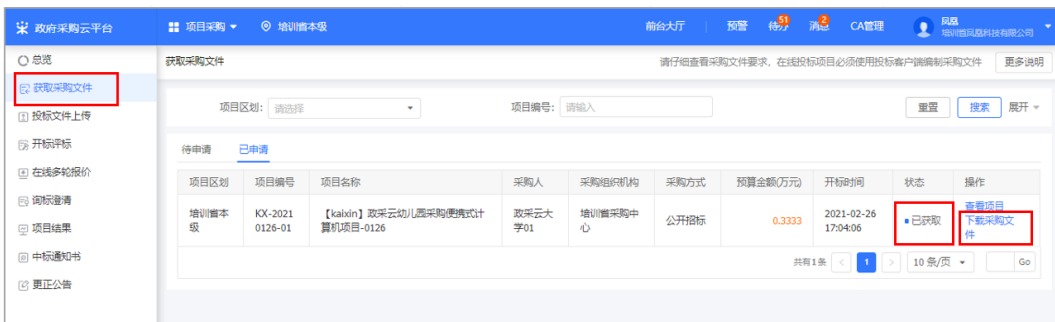 政府采购云平台
项目采购
培训省本级
前台大厅
预警
待办 51
消息 2
CA管理
凤凰
培训省凤凰科技有限公司
总览
获取采购文件
投标文件上传
开标评标
在线多轮报价
询标澄清
项目结果
中标通知书
更正公告
获取采购文件
请仔细查看采购文件要求，在线投标项目必须使用投标客户端编制采购文件
更多说明
项目区划：
请选择
项目编号：
请输入
重置
搜索
展开
待申请
已申请
项目区划 项目编号 项目名称 采购人 采购组织机构 采购方式 预算金额(万元) 开标时间 状态 操作
培训省本级
KX-2021
0126-01
【kaixin】政采云幼儿园采购便携式计
算机项目-0126
政采云大
学01
培训省采购中
心
公开招标
0.3333
2021-02-26
17:04:06
已获取
查看项目
下载采购文
件
共有1条
1
10 条/页
Go